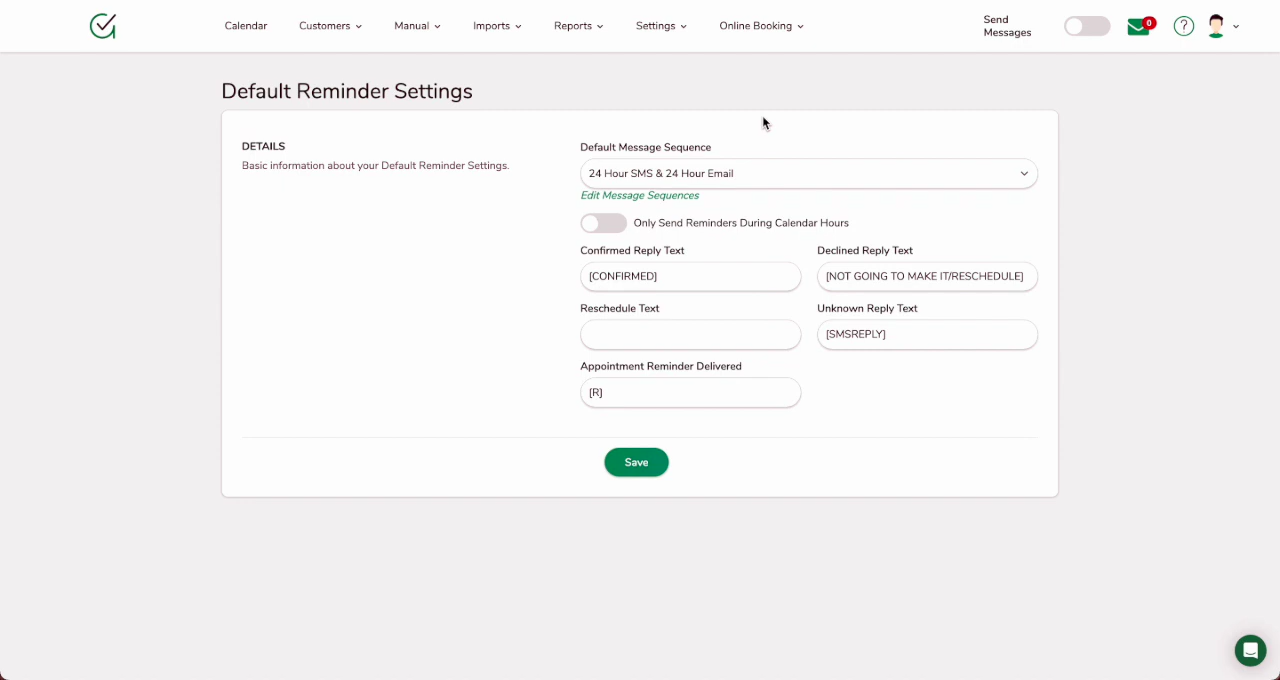 Calendar
Customers
Manual
Imports
Reports
Settings
Online Booking
Send
Messages
0
?
Default Reminder Settings
DETAILS
Basic information about your Default Reminder Settings.
Default Message Sequence
24 Hour SMS & 24 Hour Email
Edit Message Sequences
Only Send Reminders During Calendar Hours
Confirmed Reply Text
Declined Reply Text
[CONFIRMED]
[NOT GOING TO MAKE IT/RESCHEDULE]
Reschedule Text
Unknown Reply Text
[SMSREPLY]
Appointment Reminder Delivered
[R]
Save